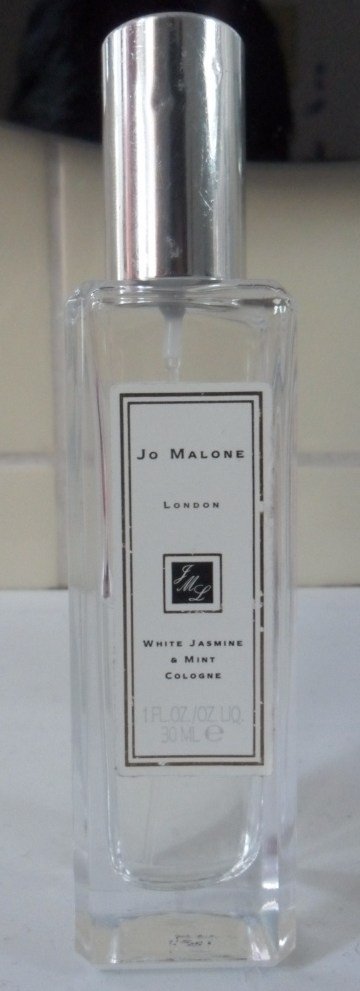 Jo Malone
London
JML
White Jasmine
& Mint
Cologne
1 FL.OZ./OZ LIQ.
30 ML ℮